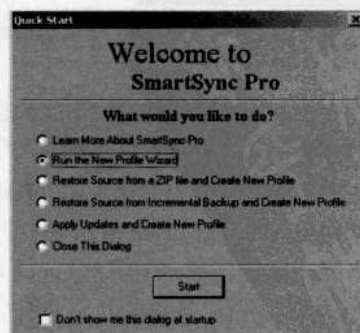 Quick Start
Welcome to
SmartSync Pro
What would you like to do?
Learn More About SmartSync Pro
Run the New Profile Wizard
Restore Source from a ZIP file and Create New Profile
Restore Source from Incremental Backup and Create New Profile
Apply Updates and Create New Profile
Close This Dialog
Start
Don't show me this dialog at startup